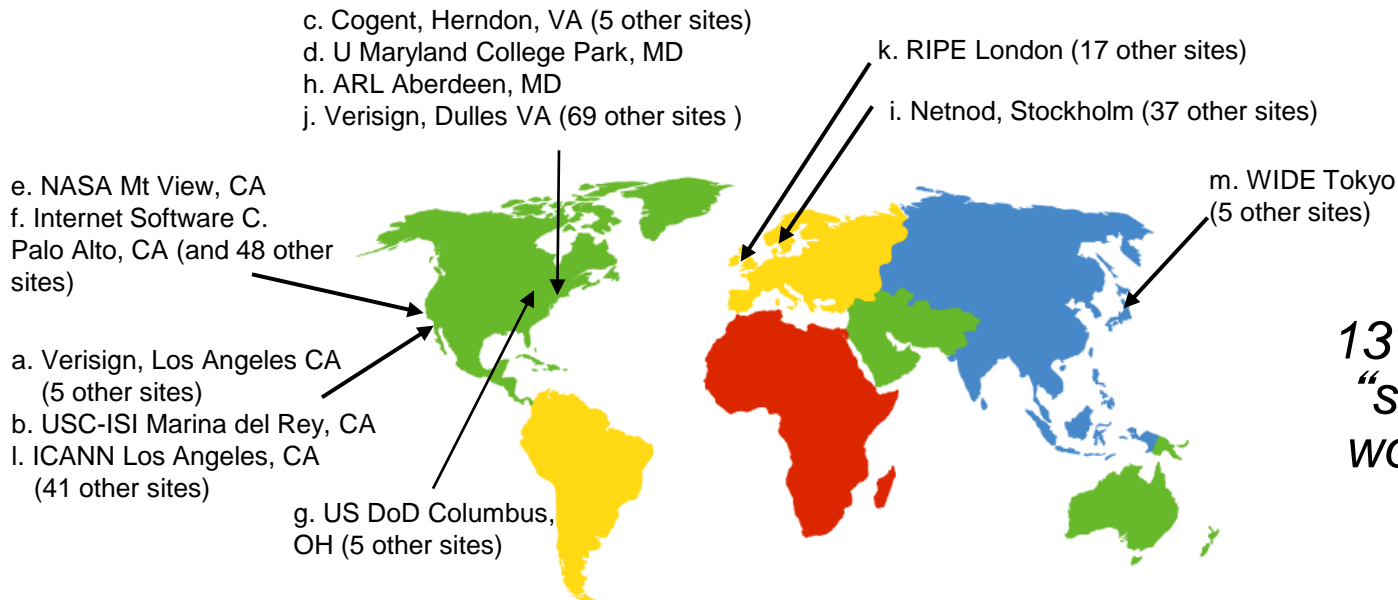 c. Cogent, Herndon, VA (5 other sites)
d. U Maryland College Park, MD
h. ARL Aberdeen, MD
j. Verisign, Dulles VA (69 other sites )
k. RIPE London (17 other sites)
i. Netnod, Stockholm (37 other sites)
m. WIDE Tokyo
(5 other sites)
e. NASA Mt View, CA
f. Internet Software C.
Palo Alto, CA (and 48 other
sites)
a. Verisign, Los Angeles CA
(5 other sites)
b. USC-ISI Marina del Rey, CA
l. ICANN Los Angeles, CA
(41 other sites)
g. US DoD Columbus,
OH (5 other sites)
13